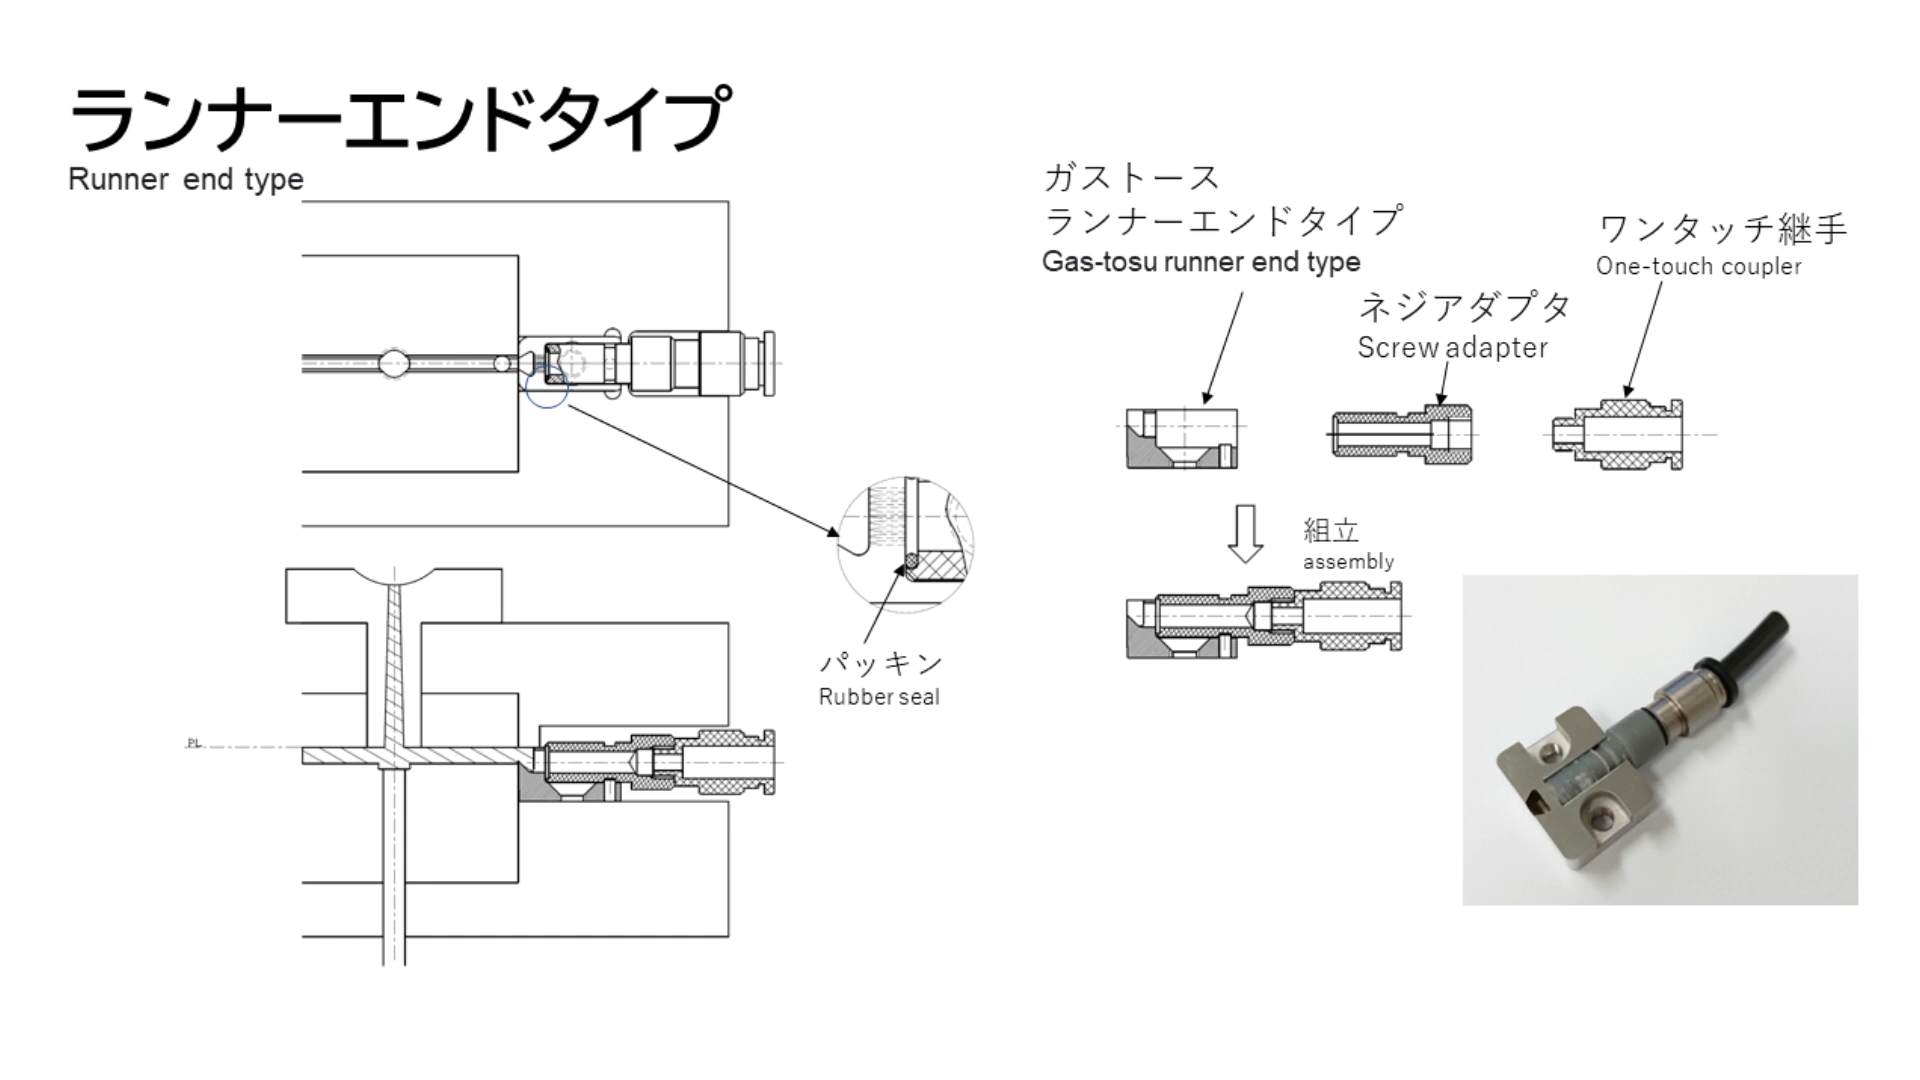 ランナーエンドタイプ
Runner end type
ガストース
ランナーエンドタイプ
Gas-tosu runner end type
ワンタッチ継手
One-touch coupler
ネジアダプタ
Screw adapter
組立
assembly
パッキン
Rubber seal
PL